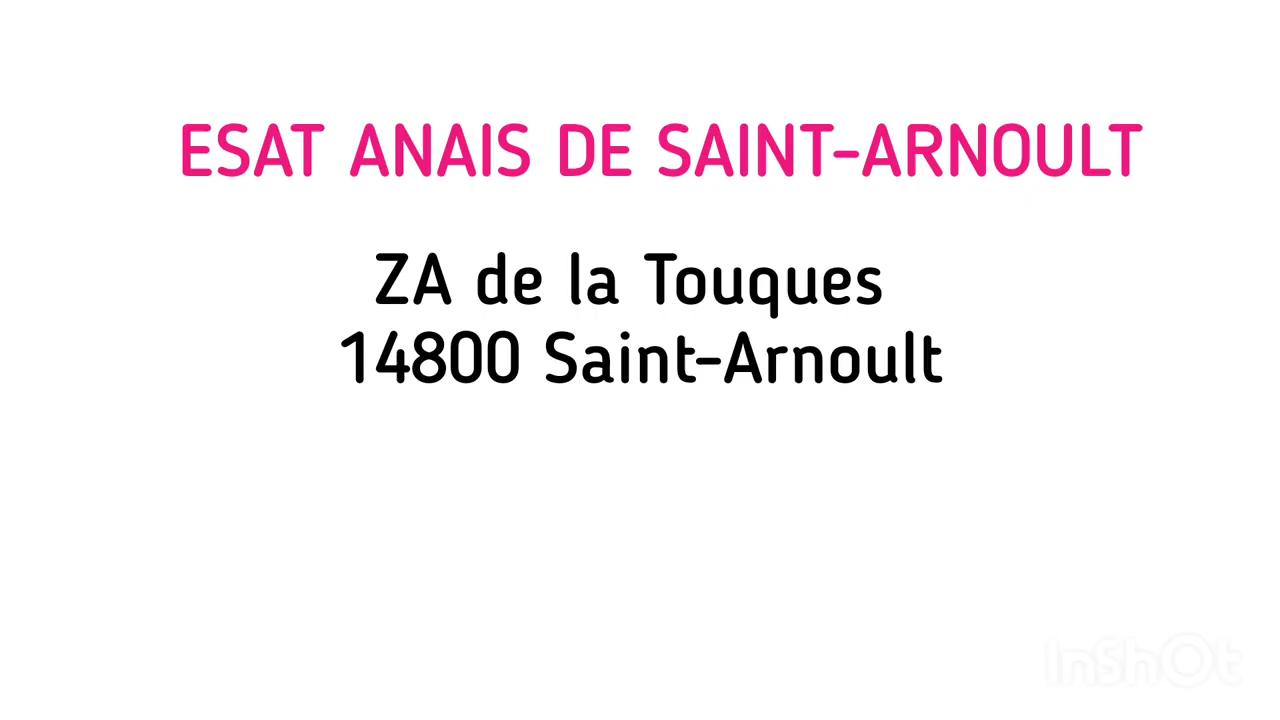 ESAT ANAIS DE SAINT-ARNOULT
ZA de la Touques
14800 Saint-Arnoult
InShOt